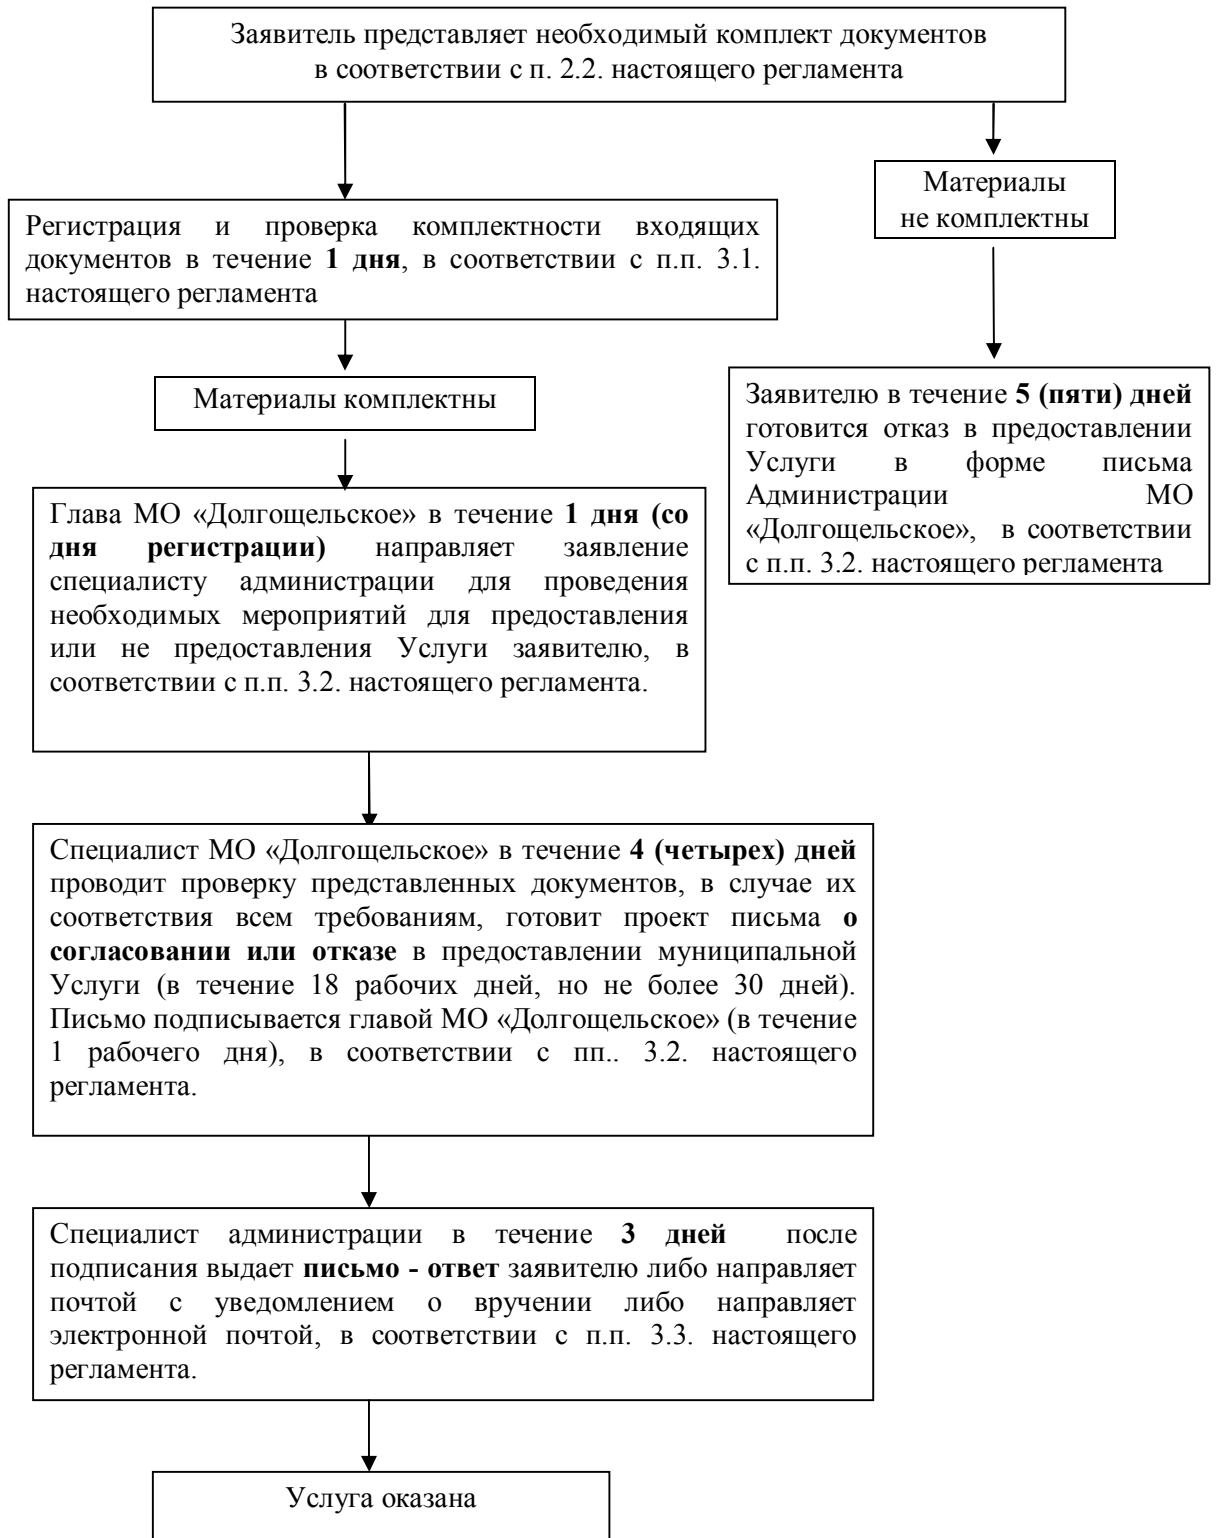 Заявитель представляет необходимый комплект документов
в соответствии с п. 2.2. настоящего регламента
Материалы
не комплектны
Регистрация и проверка комплектности входящих
документов в течение 1 дня, в соответствии с п.п. 3.1.
настоящего регламента
Материалы комплектны
Заявителю в течение 5 (пяти) дней
готовится отказ в предоставлении
Услуги в форме письма
Администрации МО
«Долгощельское», в соответствии
с п.п. 3.2. настоящего регламента
Глава МО «Долгощельское» в течение 1 дня (со
дня регистрации) направляет заявление
специалисту администрации для проведения
необходимых мероприятий для предоставления
или не предоставления Услуги заявителю, в
соответствии с п.п. 3.2. настоящего регламента.
Специалист МО «Долгощельское» в течение 4 (четырех) дней
проводит проверку представленных документов, в случае их
соответствия всем требованиям, готовит проект письма о
согласовании или отказе в предоставлении муниципальной
Услуги (в течение 18 рабочих дней, но не более 30 дней).
Письмо подписывается главой МО «Долгощельское» (в течение
1 рабочего дня), в соответствии с пп.. 3.2. настоящего
регламента.
Специалист администрации в течение 3 дней после
подписания выдает письмо - ответ заявителю либо направляет
почтой с уведомлением о вручении либо направляет
электронной почтой, в соответствии с п.п. 3.3. настоящего
регламента.
Услуга оказана